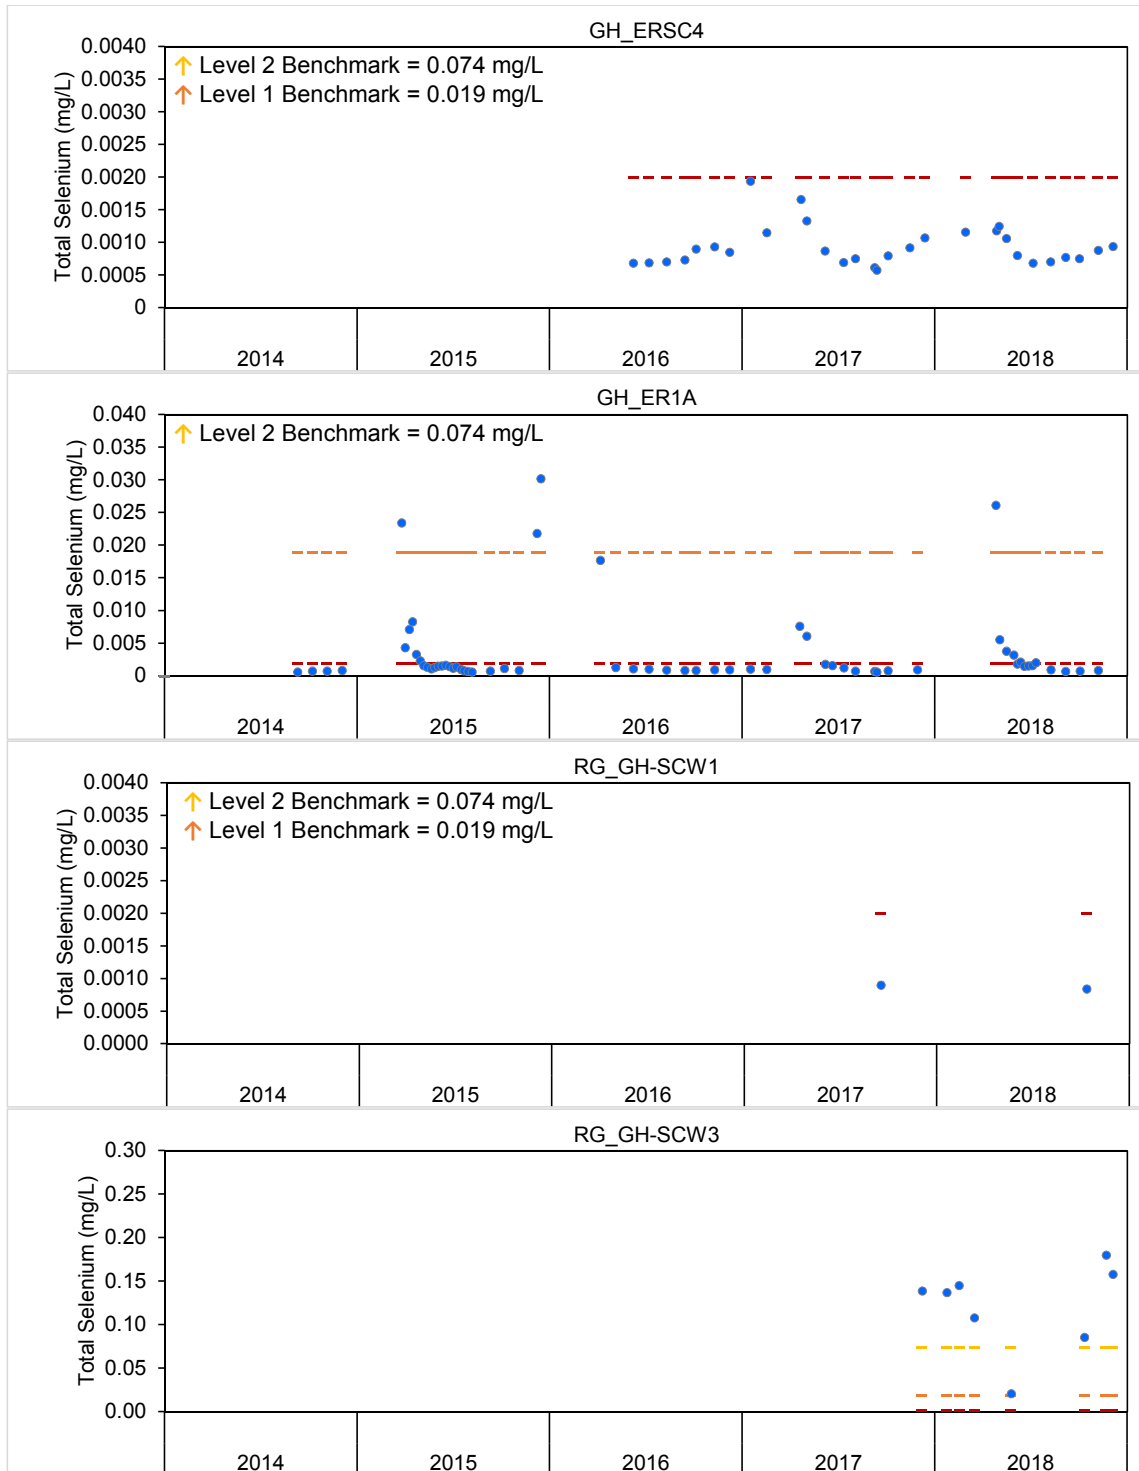 GH_ERSC4
↑ Level 2 Benchmark = 0.074 mg/L
↑ Level 1 Benchmark = 0.019 mg/L
Total Selenium (mg/L)
0.0040
0.0035
0.0030
0.0025
0.0020
0.0015
0.0010
0.0005
0
2014 2015 2016 2017 2018
GH_ER1A
↑ Level 2 Benchmark = 0.074 mg/L
Total Selenium (mg/L)
0.040
0.035
0.030
0.025
0.020
0.015
0.010
0.005
0
2014 2015 2016 2017 2018
RG_GH-SCW1
↑ Level 2 Benchmark = 0.074 mg/L
↑ Level 1 Benchmark = 0.019 mg/L
Total Selenium (mg/L)
0.0040
0.0035
0.0030
0.0025
0.0020
0.0015
0.0010
0.0005
0.0000
2014 2015 2016 2017 2018
RG_GH-SCW3
Total Selenium (mg/L)
0.30
0.25
0.20
0.15
0.10
0.05
0.00
2014 2015 2016 2017 2018